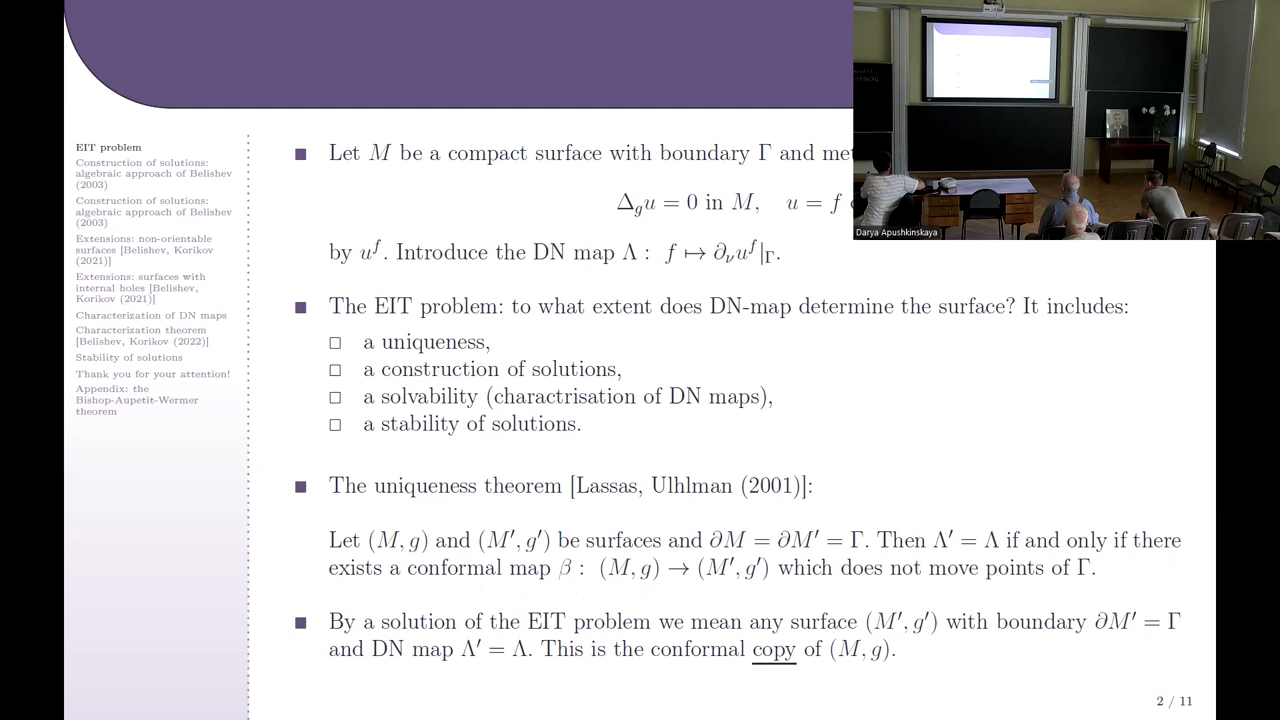 EIT problem
Construction of solutions:
algebraic approach of Belishev
(2003)
Construction of solutions:
algebraic approach of Belishev
(2003)
Extensions: non-orientable
surfaces [Belishev, Korikov
(2021)]
Extensions: surfaces with
internal holes [Belishev,
Korikov (2021)]
Characterization of DN maps
Characterization theorem
[Belishev, Korikov (2022)]
Stability of solutions
Thank you for your attention!
Appendix: the
Bishop-Aupetit-Wermer
theorem
Let M be a compact surface with boundary Γ and
Δ_g u = 0 in M, u = f
by u^f. Introduce the DN map Λ : f ↦ ∂_ν u^f|_Γ.
The EIT problem: to what extent does DN-map determine the surface? It includes:
a uniqueness,
a construction of solutions,
a solvability (charactrisation of DN maps),
a stability of solutions.
The uniqueness theorem [Lassas, Ulhlman (2001)]:
Let (M, g) and (M′, g′) be surfaces and ∂M = ∂M′ = Γ. Then Λ′ = Λ if and only if there
exists a conformal map β : (M, g) → (M′, g′) which does not move points of Γ.
By a solution of the EIT problem we mean any surface (M′, g′) with boundary ∂M′ = Γ
and DN map Λ′ = Λ. This is the conformal copy of (M, g).
2 / 11
Darya Apushkinskaya